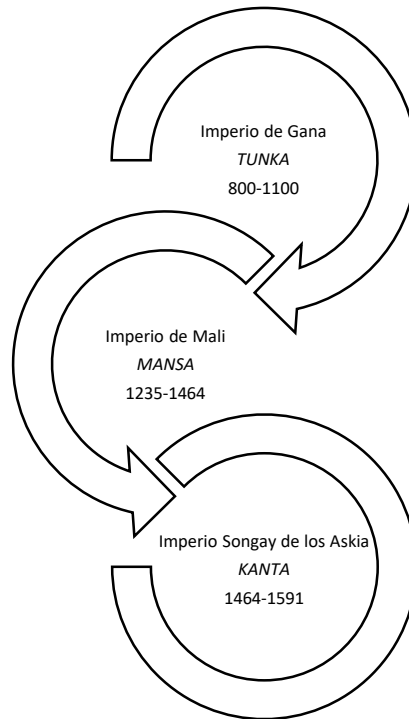 Imperio de Gana
TUNKA
800-1100
Imperio de Mali
MANSA
1235-1464
Imperio Songay de los Askia
KANTA
1464-1591